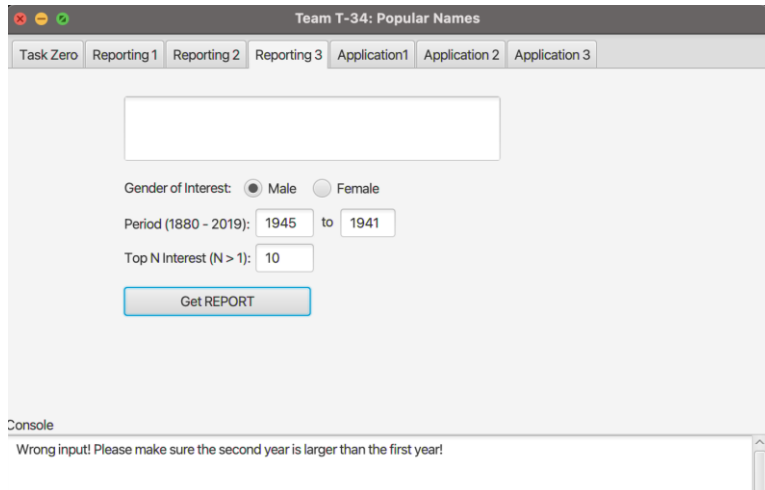 Team T-34: Popular Names
Task Zero Reporting 1 Reporting 2 Reporting 3 Application1 Application 2 Application 3
Gender of Interest: Male Female
Period (1880 - 2019): 1945 to 1941
Top N Interest (N > 1): 10
Get REPORT
Console
Wrong input! Please make sure the second year is larger than the first year!